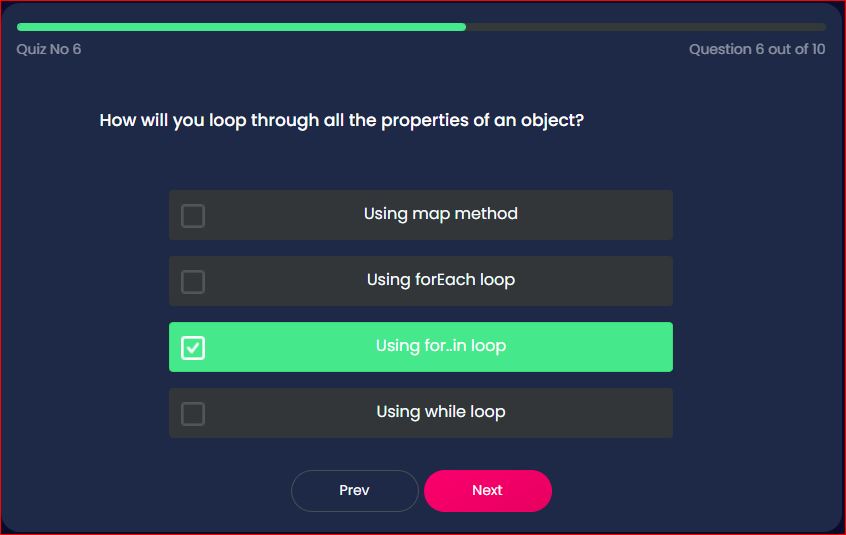 Quiz No 6
Question 6 out of 10
How will you loop through all the properties of an object?
Using map method
Using forEach loop
Using for..in loop
Using while loop
Prev
Next